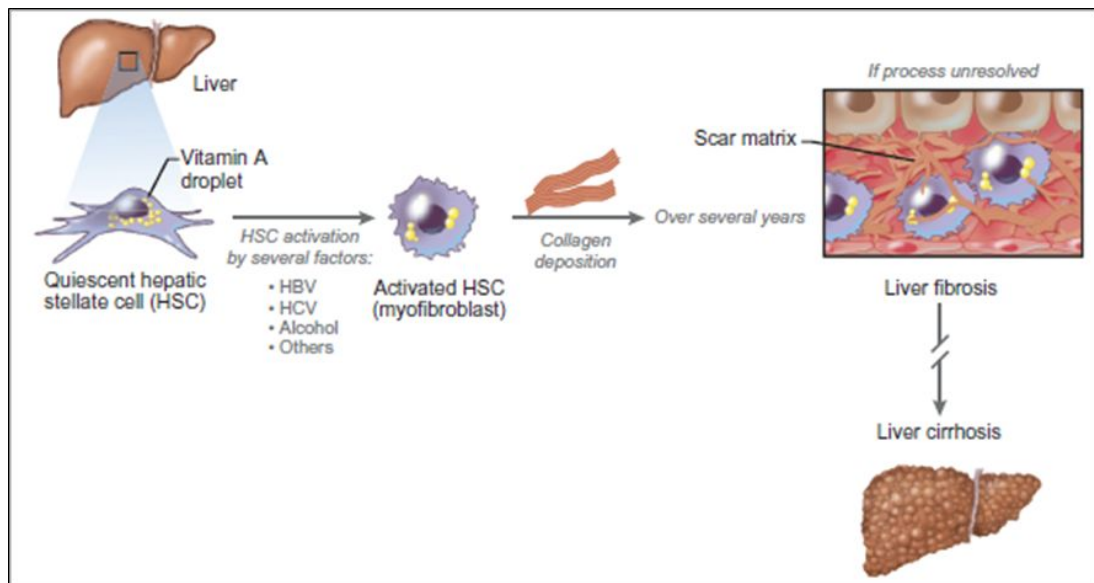 Liver
Vitamin A
droplet
Quiescent hepatic
stellate cell (HSC)
HSC activation
by several factors:
• HBV
• HCV
• Alcohol
• Others
Activated HSC
(myofibroblast)
Collagen
deposition
Over several years
If process unresolved
Scar matrix
Liver fibrosis
Liver cirrhosis